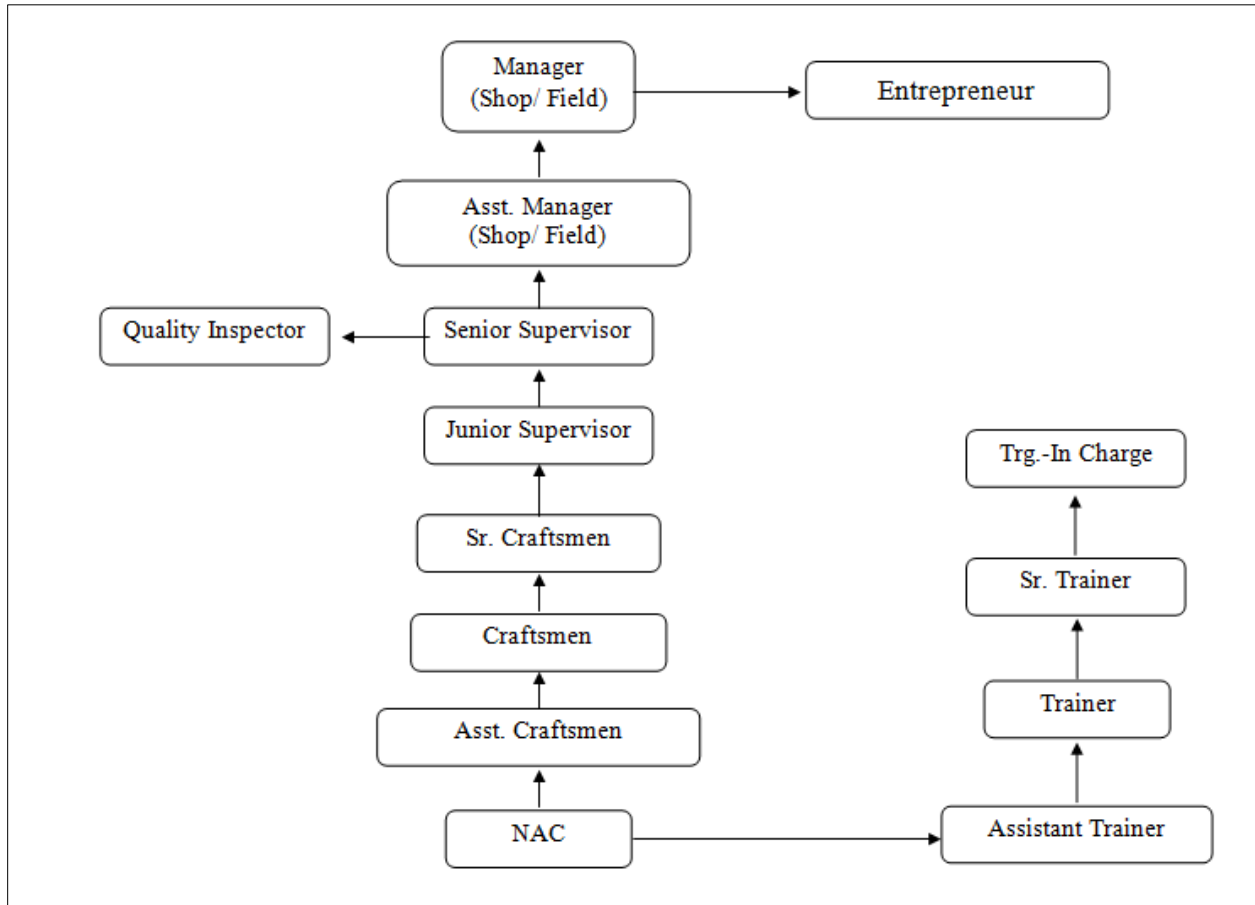 Manager
(Shop/ Field)
Entrepreneur
Asst. Manager
(Shop/ Field)
Quality Inspector
Senior Supervisor
Junior Supervisor
Trg.-In Charge
Sr. Craftsmen
Sr. Trainer
Craftsmen
Trainer
Asst. Craftsmen
NAC
Assistant Trainer